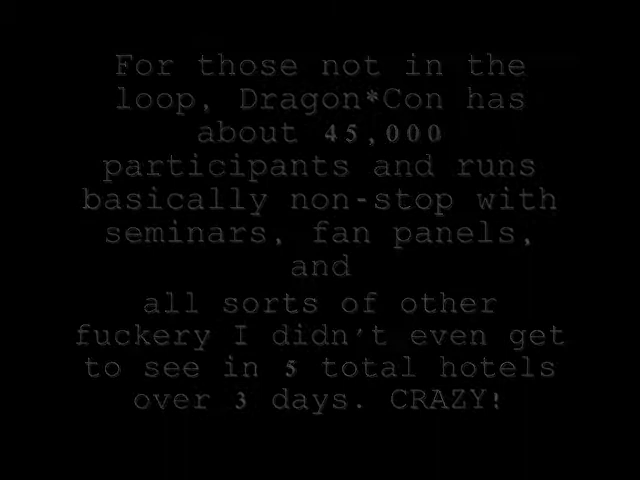 For those not in the
loop, Dragon*Con has
about 45,000
participants and runs
basically non-stop with
seminars, fan panels,
and
all sorts of other
fuckery I didn't even get
to see in 5 total hotels
over 3 days. CRAZY!